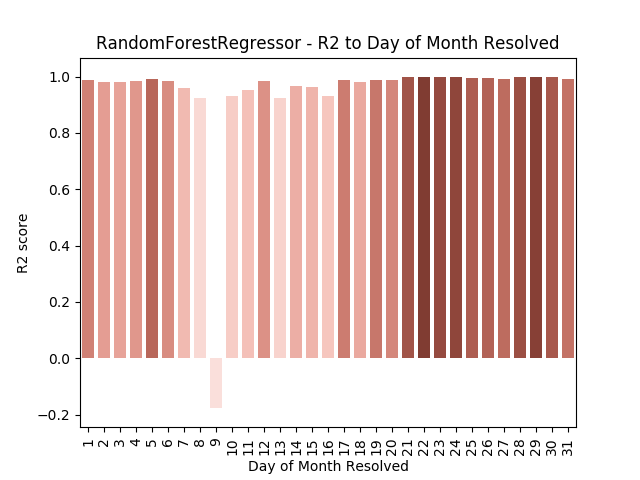 RandomForestRegressor - R2 to Day of Month Resolved
1.0
0.8
0.6
0.4
0.2
0.0
−0.2
R2 score
1 2 3 4 5 6 7 8 9 10 11 12 13 14 15 16 17 18 19 20 21 22 23 24 25 26 27 28 29 30 31
Day of Month Resolved